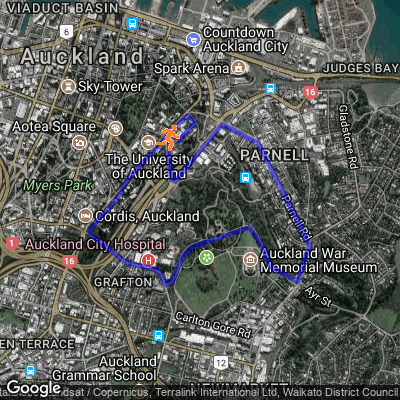 VIADUCT BASIN
6
Countdown
Auckland City
Auckland
Spark Arena
JUDGES BAY
Sky Tower
16
Gladstone Rd
Aotea Square
The University
of Auckland
PARNELL
Myers Park
Parnell Rd
Cordis, Auckland
1
Auckland City
Hospital
Auckland War
Memorial Museum
16
H
GRAFTON
Ayr St
Carlton Gore Rd
EN TERRACE
Auckland
Grammar School
12
NEWMARKET
Google
andsat / Copernicus, Terralink International Ltd, Waikato District Council